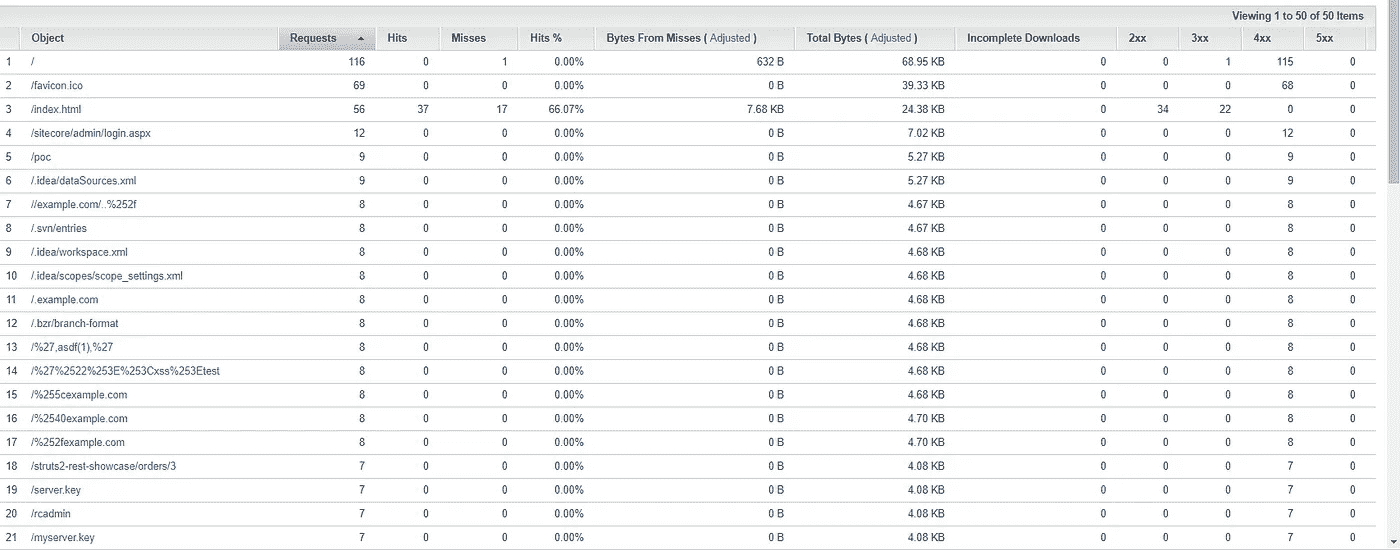 Viewing 1 to 50 of 50 Items
Object Requests Hits Misses Hits % Bytes From Misses ( Adjusted ) Total Bytes ( Adjusted ) Incomplete Downloads 2xx 3xx 4xx 5xx
1 / 116 0 1 0.00% 632 B 68.95 KB 0 0 1 115 0
2 /favicon.ico 69 0 0 0.00% 0 B 39.33 KB 0 0 0 68 0
3 /index.html 56 37 17 66.07% 7.68 KB 24.38 KB 0 34 22 0 0
4 /sitecore/admin/login.aspx 12 0 0 0.00% 0 B 7.02 KB 0 0 0 12 0
5 /poc 9 0 0 0.00% 0 B 5.27 KB 0 0 0 9 0
6 /.idea/dataSources.xml 9 0 0 0.00% 0 B 5.27 KB 0 0 0 9 0
7 //example.com/..%252f 8 0 0 0.00% 0 B 4.67 KB 0 0 0 8 0
8 /.svn/entries 8 0 0 0.00% 0 B 4.67 KB 0 0 0 8 0
9 /.idea/workspace.xml 8 0 0 0.00% 0 B 4.68 KB 0 0 0 8 0
10 /.idea/scopes/scope_settings.xml 8 0 0 0.00% 0 B 4.68 KB 0 0 0 8 0
11 /.example.com 8 0 0 0.00% 0 B 4.68 KB 0 0 0 8 0
12 /.bzr/branch-format 8 0 0 0.00% 0 B 4.68 KB 0 0 0 8 0
13 /%27,asdf(1),%27 8 0 0 0.00% 0 B 4.68 KB 0 0 0 8 0
14 /%27%2522%253E%253Cxss%253Etest 8 0 0 0.00% 0 B 4.68 KB 0 0 0 8 0
15 /%255cexample.com 8 0 0 0.00% 0 B 4.68 KB 0 0 0 8 0
16 /%2540example.com 8 0 0 0.00% 0 B 4.70 KB 0 0 0 8 0
17 /%252fexample.com 8 0 0 0.00% 0 B 4.70 KB 0 0 0 8 0
18 /struts2-rest-showcase/orders/3 7 0 0 0.00% 0 B 4.08 KB 0 0 0 7 0
19 /server.key 7 0 0 0.00% 0 B 4.08 KB 0 0 0 7 0
20 /rcadmin 7 0 0 0.00% 0 B 4.08 KB 0 0 0 7 0
21 /myserver.key 7 0 0 0.00% 0 B 4.08 KB 0 0 0 7 0